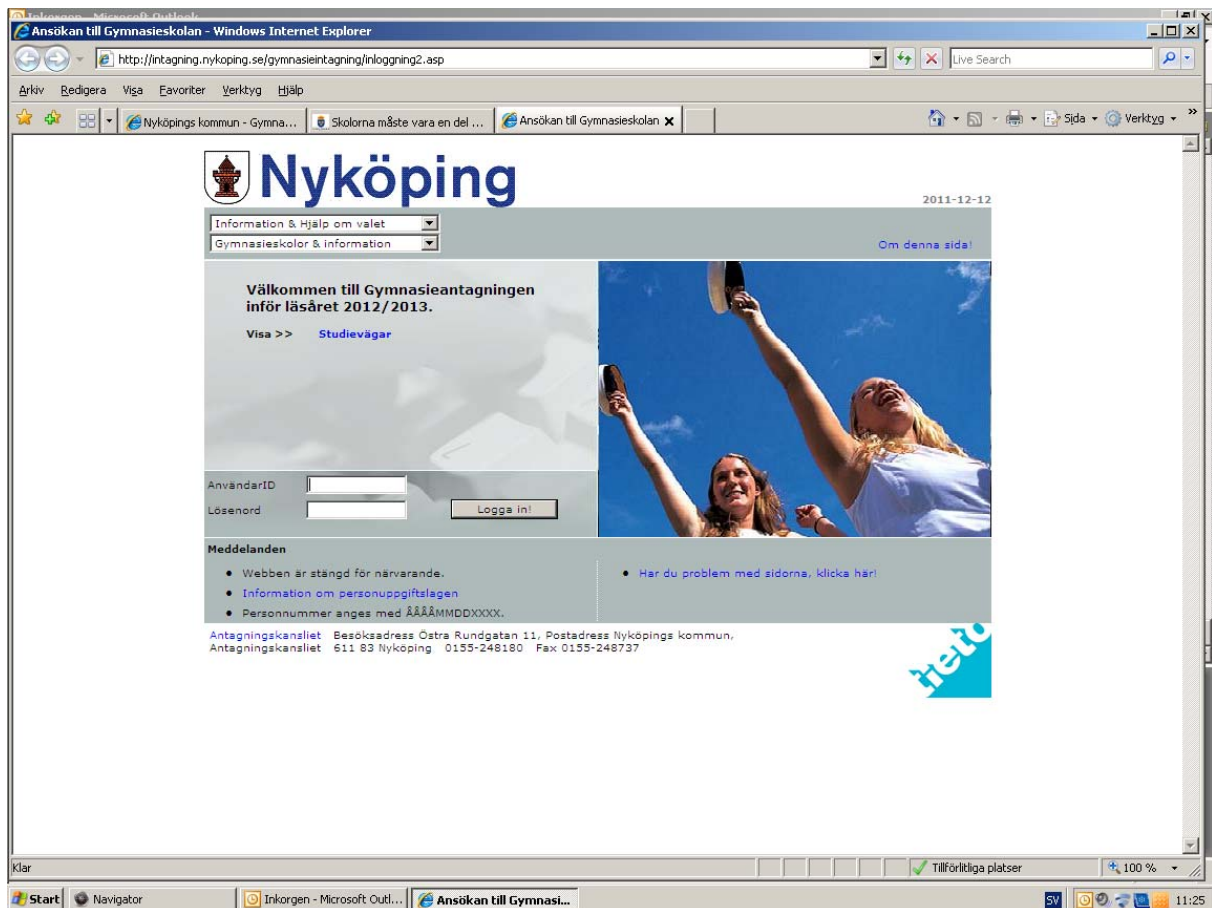 Inkorgen - Microsoft Outlook
Ansökan till Gymnasieskolan - Windows Internet Explorer
http://intagning.nykoping.se/gymnasieintagning/inloggning2.asp
Live Search
Arkiv Redigera Visa Favoriter Verktyg Hjälp
Nyköpings kommun - Gymna... Skolorna måste vara en del ... Ansökan till Gymnasieskolan Sida Verktyg
Nyköping
2011-12-12
Information & Hjälp om valet
Gymnasieskolor & information
Om denna sida!
Välkommen till Gymnasieantagningen
inför läsåret 2012/2013.
Visa >> Studievägar
AnvändarID
Lösenord
Logga in!
Meddelanden
Webben är stängd för närvarande.
Information om personuppgiftslagen
Personnummer anges med ÅÅÅÅMMDDXXXX.
Har du problem med sidorna, klicka här!
Antagningskansliet Besöksadress Östra Rundgatan 11, Postadress Nyköpings kommun,
Antagningskansliet 611 83 Nyköping 0155-248180 Fax 0155-248737
tieto
Klar Tillförlitliga platser 100 %
Start Navigator Inkorgen - Microsoft Outl... Ansökan till Gymnasi... SV 11:25